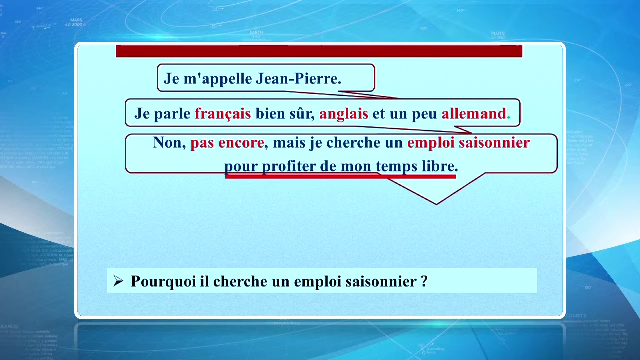 Je m'appelle Jean-Pierre.
Je parle français bien sûr, anglais et un peu allemand.
Non, pas encore, mais je cherche un emploi saisonnier
pour profiter de mon temps libre.
➢ Pourquoi il cherche un emploi saisonnier ?